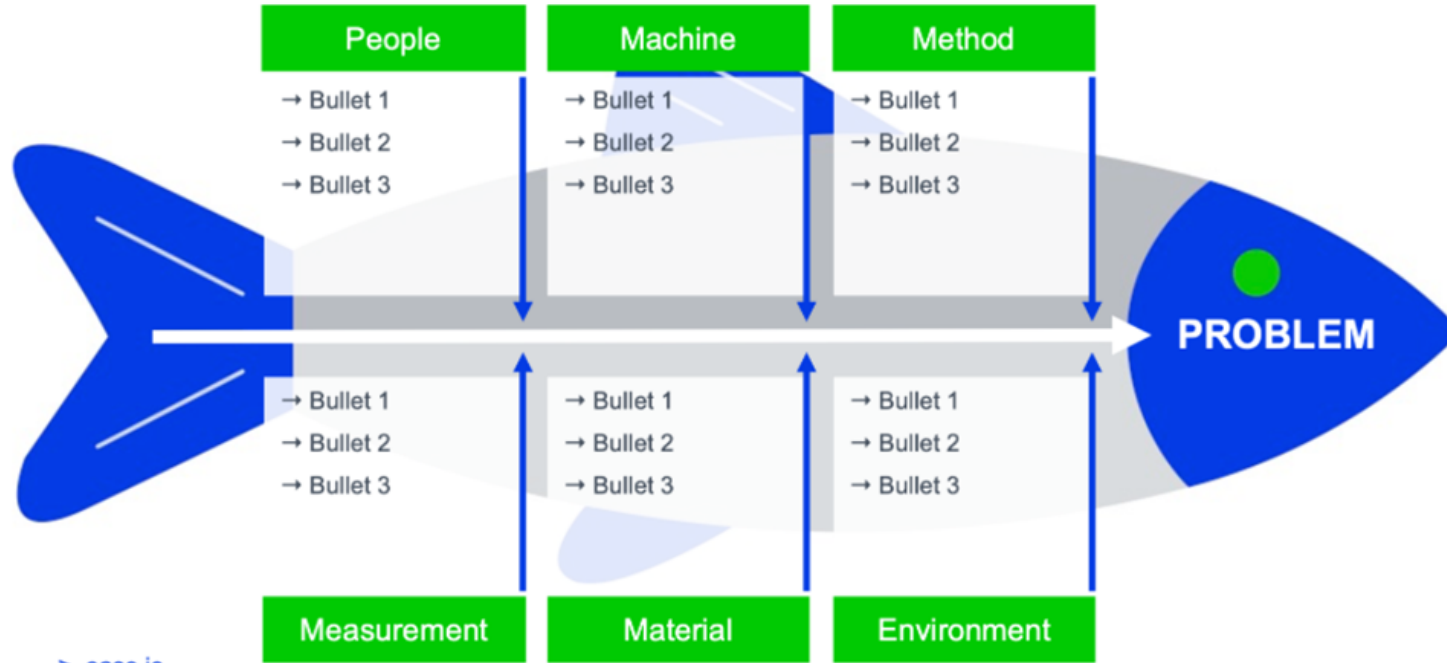 People
Machine
Method
→ Bullet 1
→ Bullet 2
→ Bullet 3
→ Bullet 1
→ Bullet 2
→ Bullet 3
→ Bullet 1
→ Bullet 2
→ Bullet 3
PROBLEM
→ Bullet 1
→ Bullet 2
→ Bullet 3
→ Bullet 1
→ Bullet 2
→ Bullet 3
→ Bullet 1
→ Bullet 2
→ Bullet 3
Measurement
Material
Environment